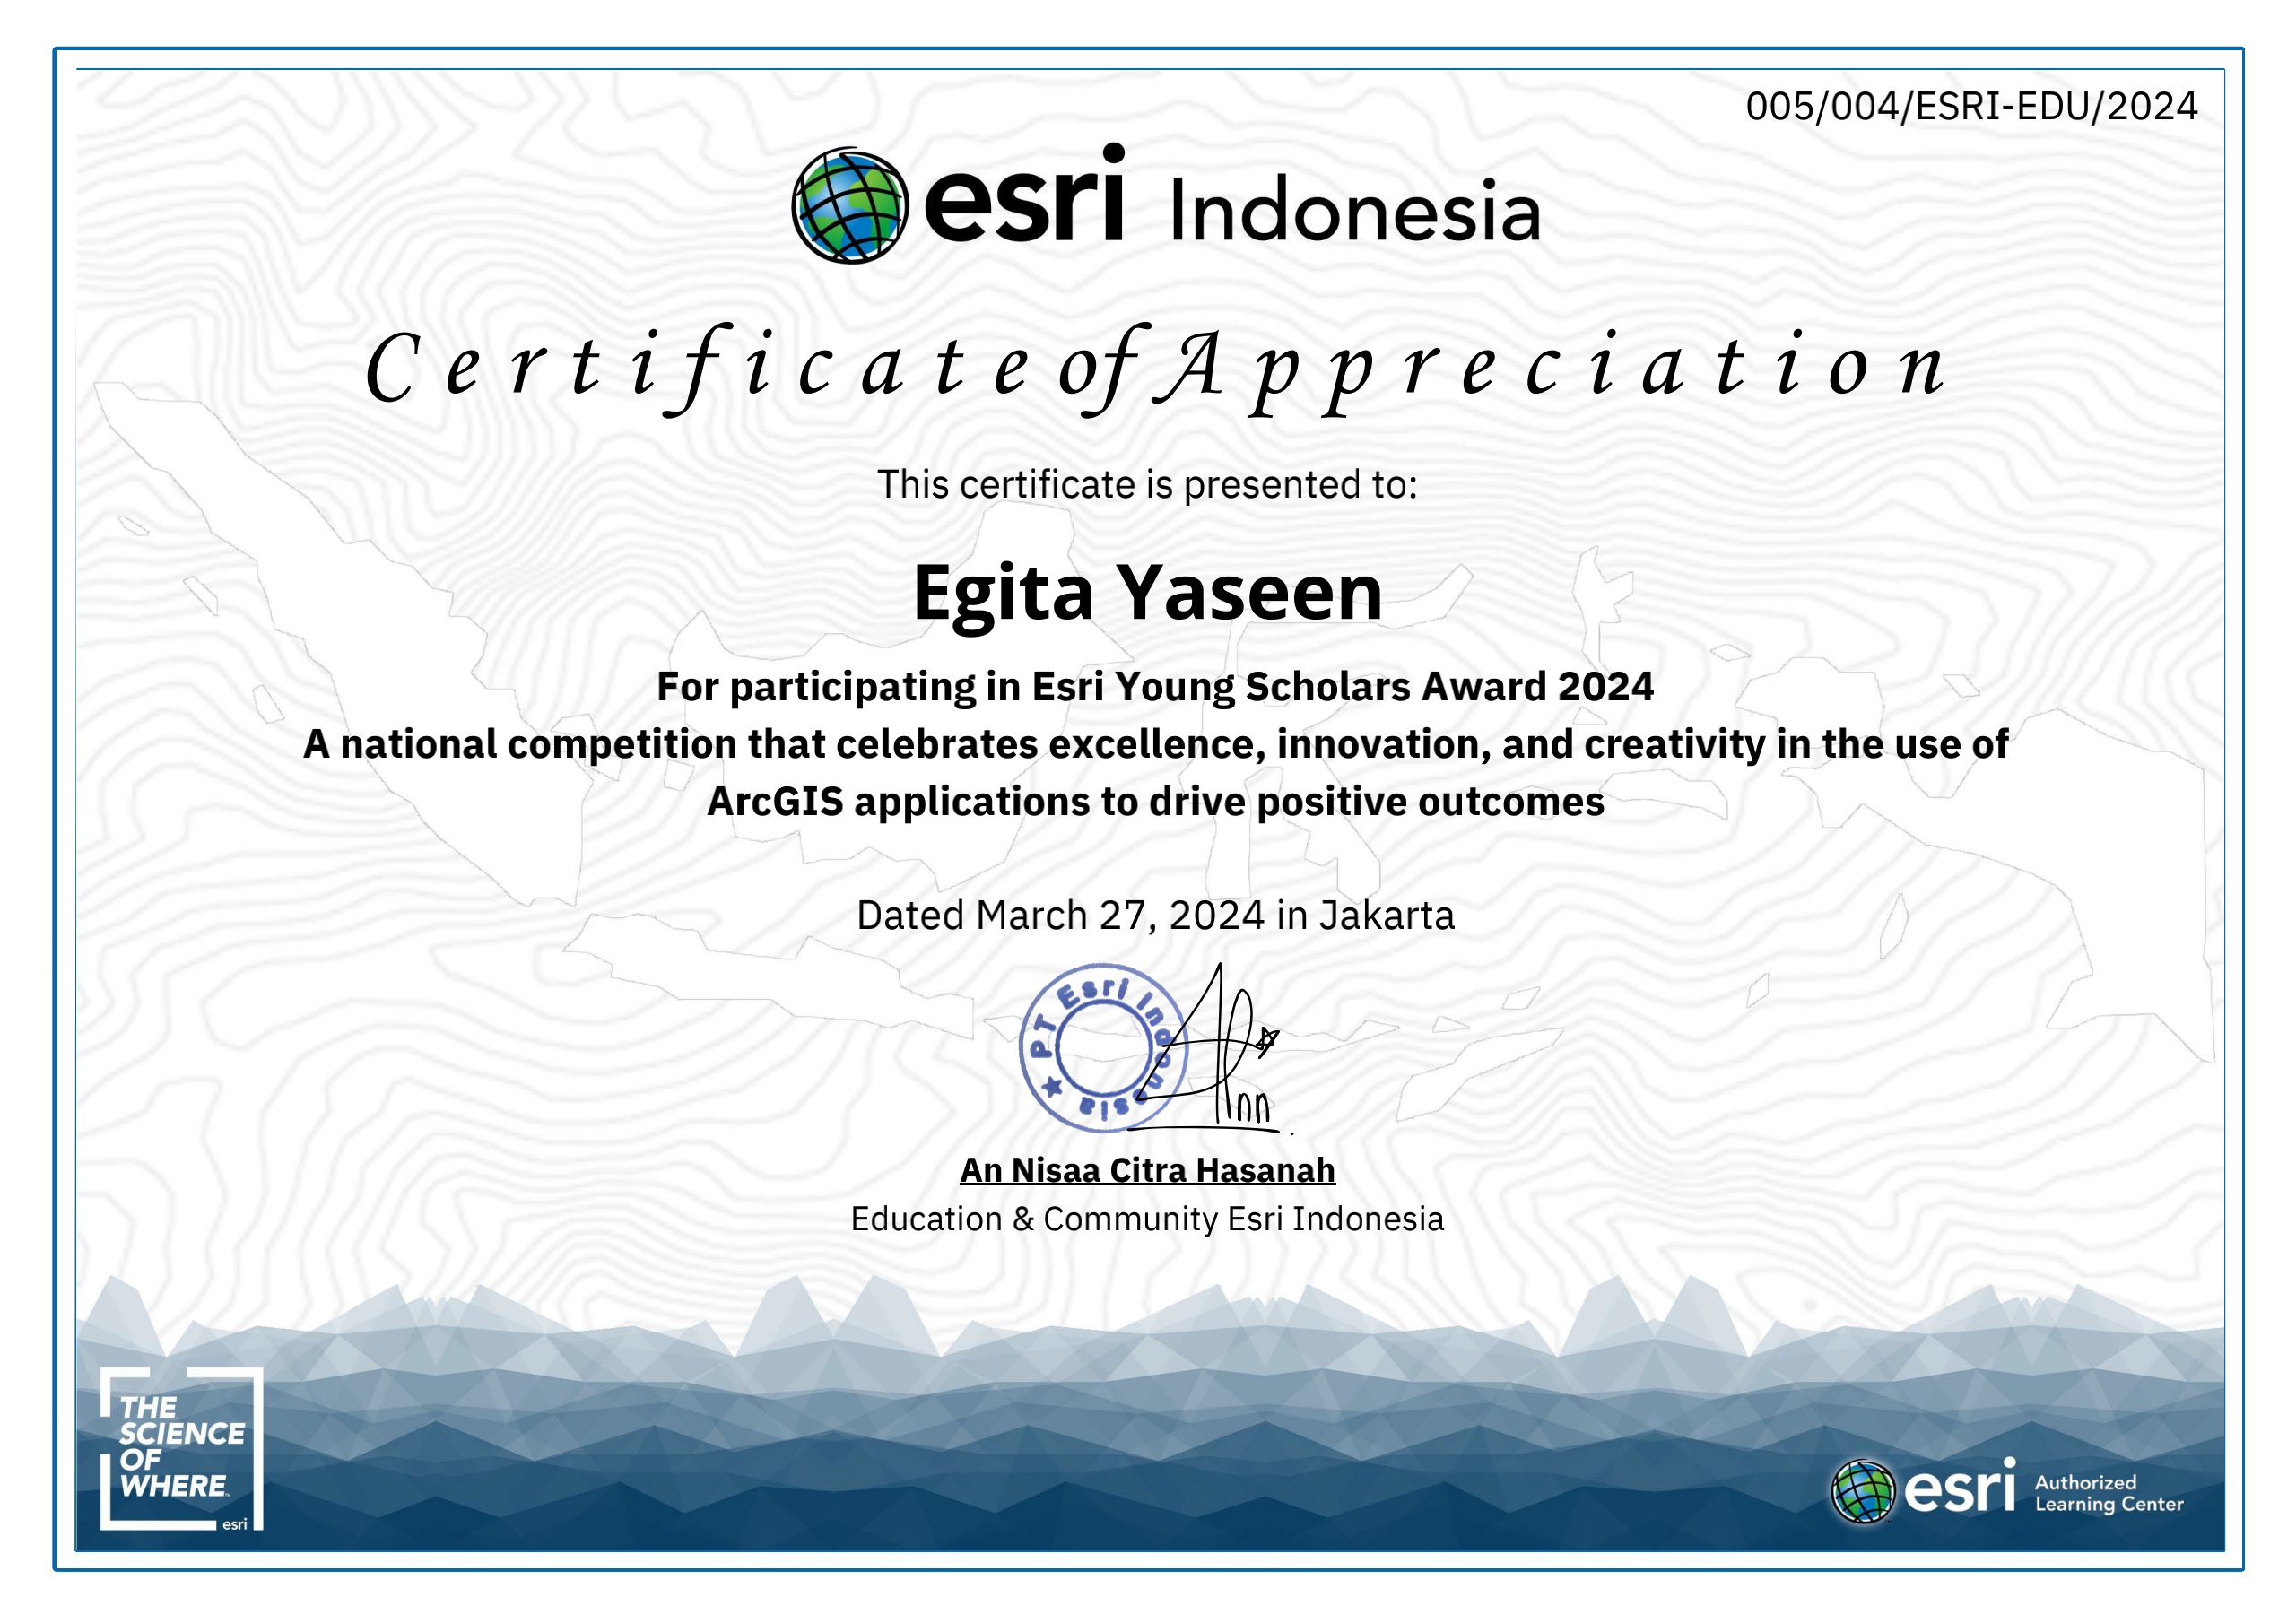 005/004/ESRI-EDU/2024
esri Indonesia
Certificate of Appreciation
This certificate is presented to:
Egita Yaseen
For participating in Esri Young Scholars Award 2024
A national competition that celebrates excellence, innovation, and creativity in the use of
ArcGIS applications to drive positive outcomes
Dated March 27, 2024 in Jakarta
PT Esri Indonesia
Ann
An Nisaa Citra Hasanah
Education & Community Esri Indonesia
THE
SCIENCE
OF
WHERE™
esri
esri Authorized
Learning Center